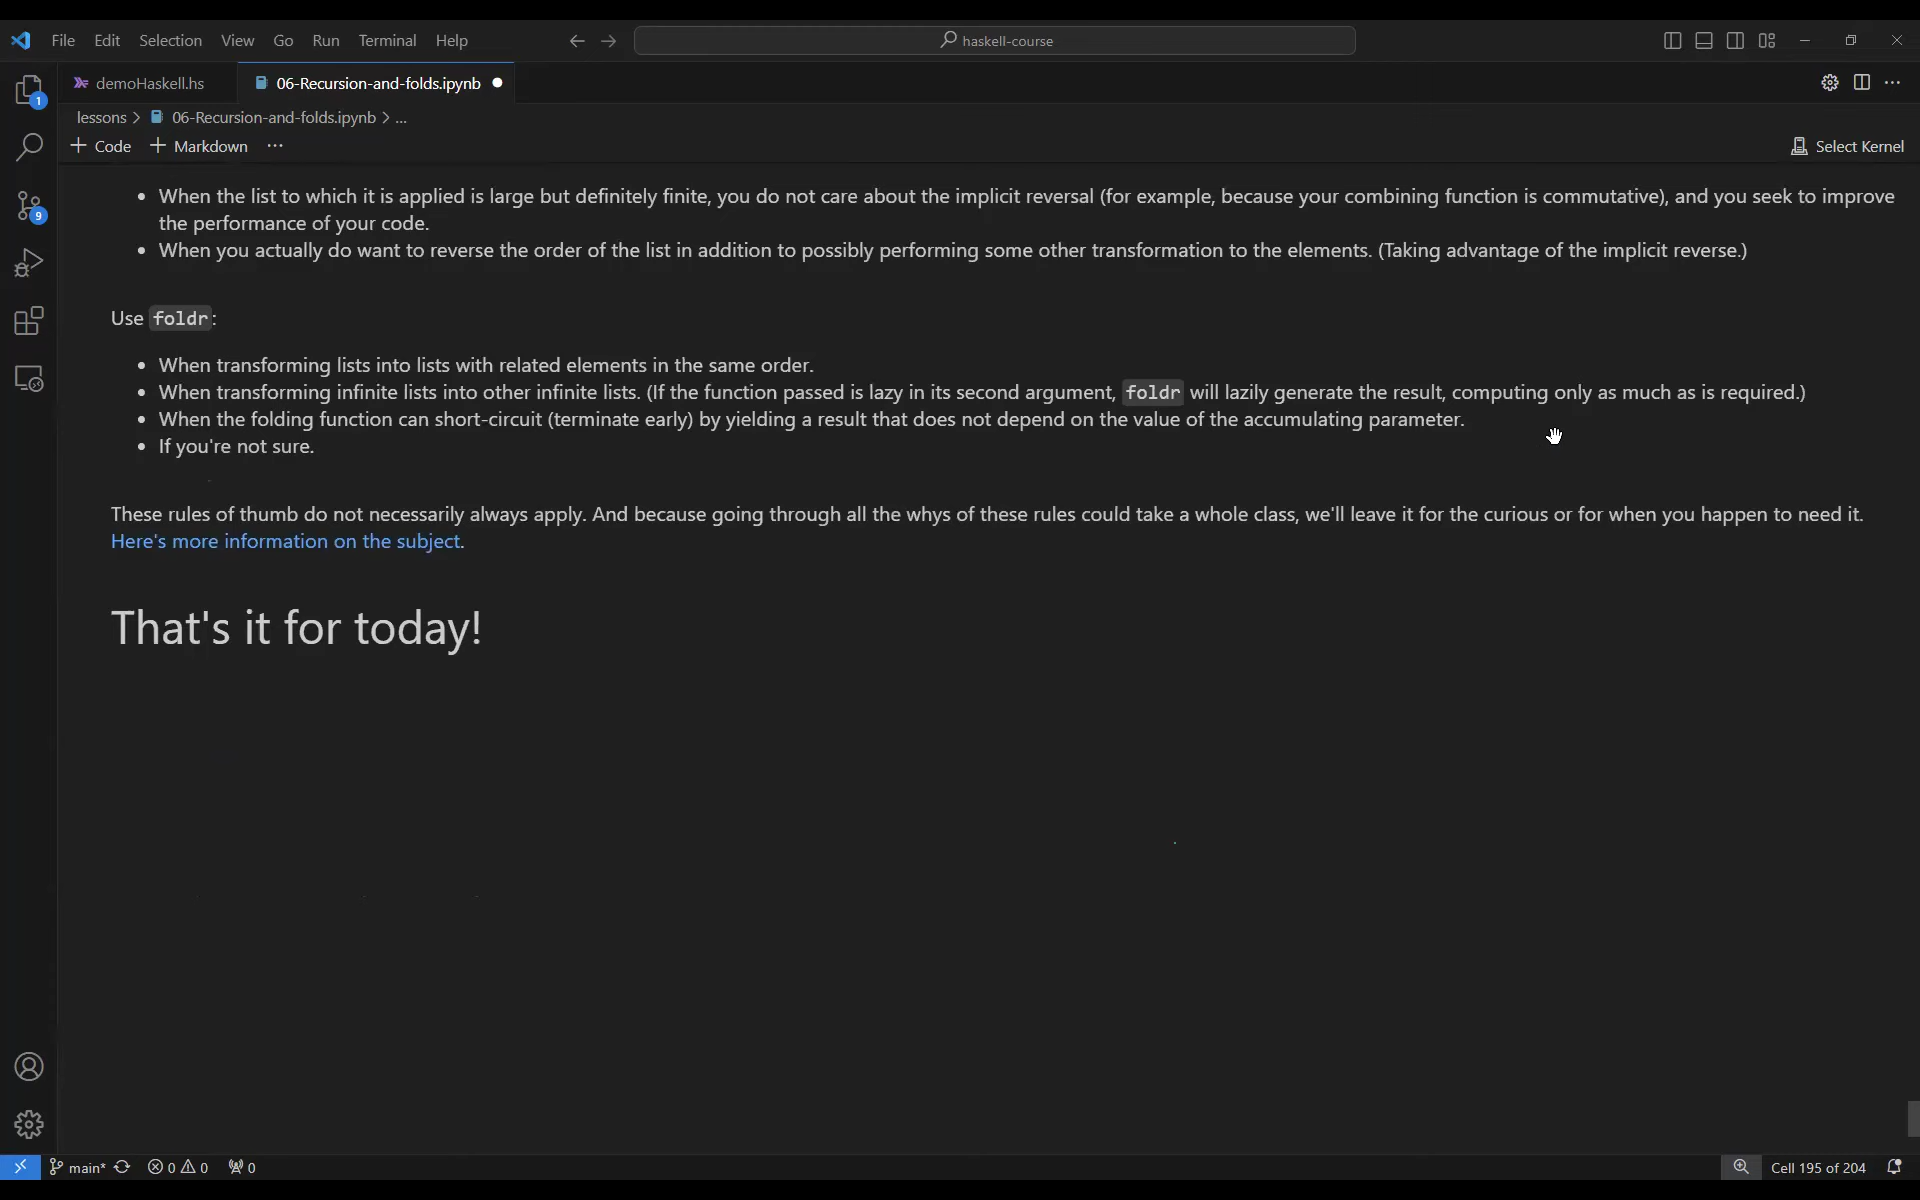 File Edit Selection View Go Run Terminal Help
haskell-course
demoHaskell.hs
06-Recursion-and-folds.ipynb
lessons > 06-Recursion-and-folds.ipynb > ...
+ Code + Markdown ...
Select Kernel
1
9
• When the list to which it is applied is large but definitely finite, you do not care about the implicit reversal (for example, because your combining function is commutative), and you seek to improve
the performance of your code.
• When you actually do want to reverse the order of the list in addition to possibly performing some other transformation to the elements. (Taking advantage of the implicit reverse.)
Use foldr:
• When transforming lists into lists with related elements in the same order.
• When transforming infinite lists into other infinite lists. (If the function passed is lazy in its second argument, foldr will lazily generate the result, computing only as much as is required.)
• When the folding function can short-circuit (terminate early) by yielding a result that does not depend on the value of the accumulating parameter.
• If you're not sure.
These rules of thumb do not necessarily always apply. And because going through all the whys of these rules could take a whole class, we'll leave it for the curious or for when you happen to need it.
Here's more information on the subject.
That's it for today!
main* 0 0 0
Cell 195 of 204